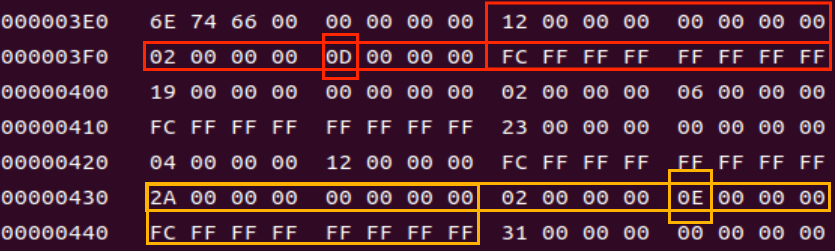 000003E0 6E 74 66 00 00 00 00 00 12 00 00 00 00 00 00 00
000003F0 02 00 00 00 0D 00 00 00 FC FF FF FF FF FF FF FF
00000400 19 00 00 00 00 00 00 00 02 00 00 00 06 00 00 00
00000410 FC FF FF FF FF FF FF FF 23 00 00 00 00 00 00 00
00000420 04 00 00 00 12 00 00 00 FC FF FF FF FF FF FF FF
00000430 2A 00 00 00 00 00 00 00 02 00 00 00 0E 00 00 00
00000440 FC FF FF FF FF FF FF FF 31 00 00 00 00 00 00 00